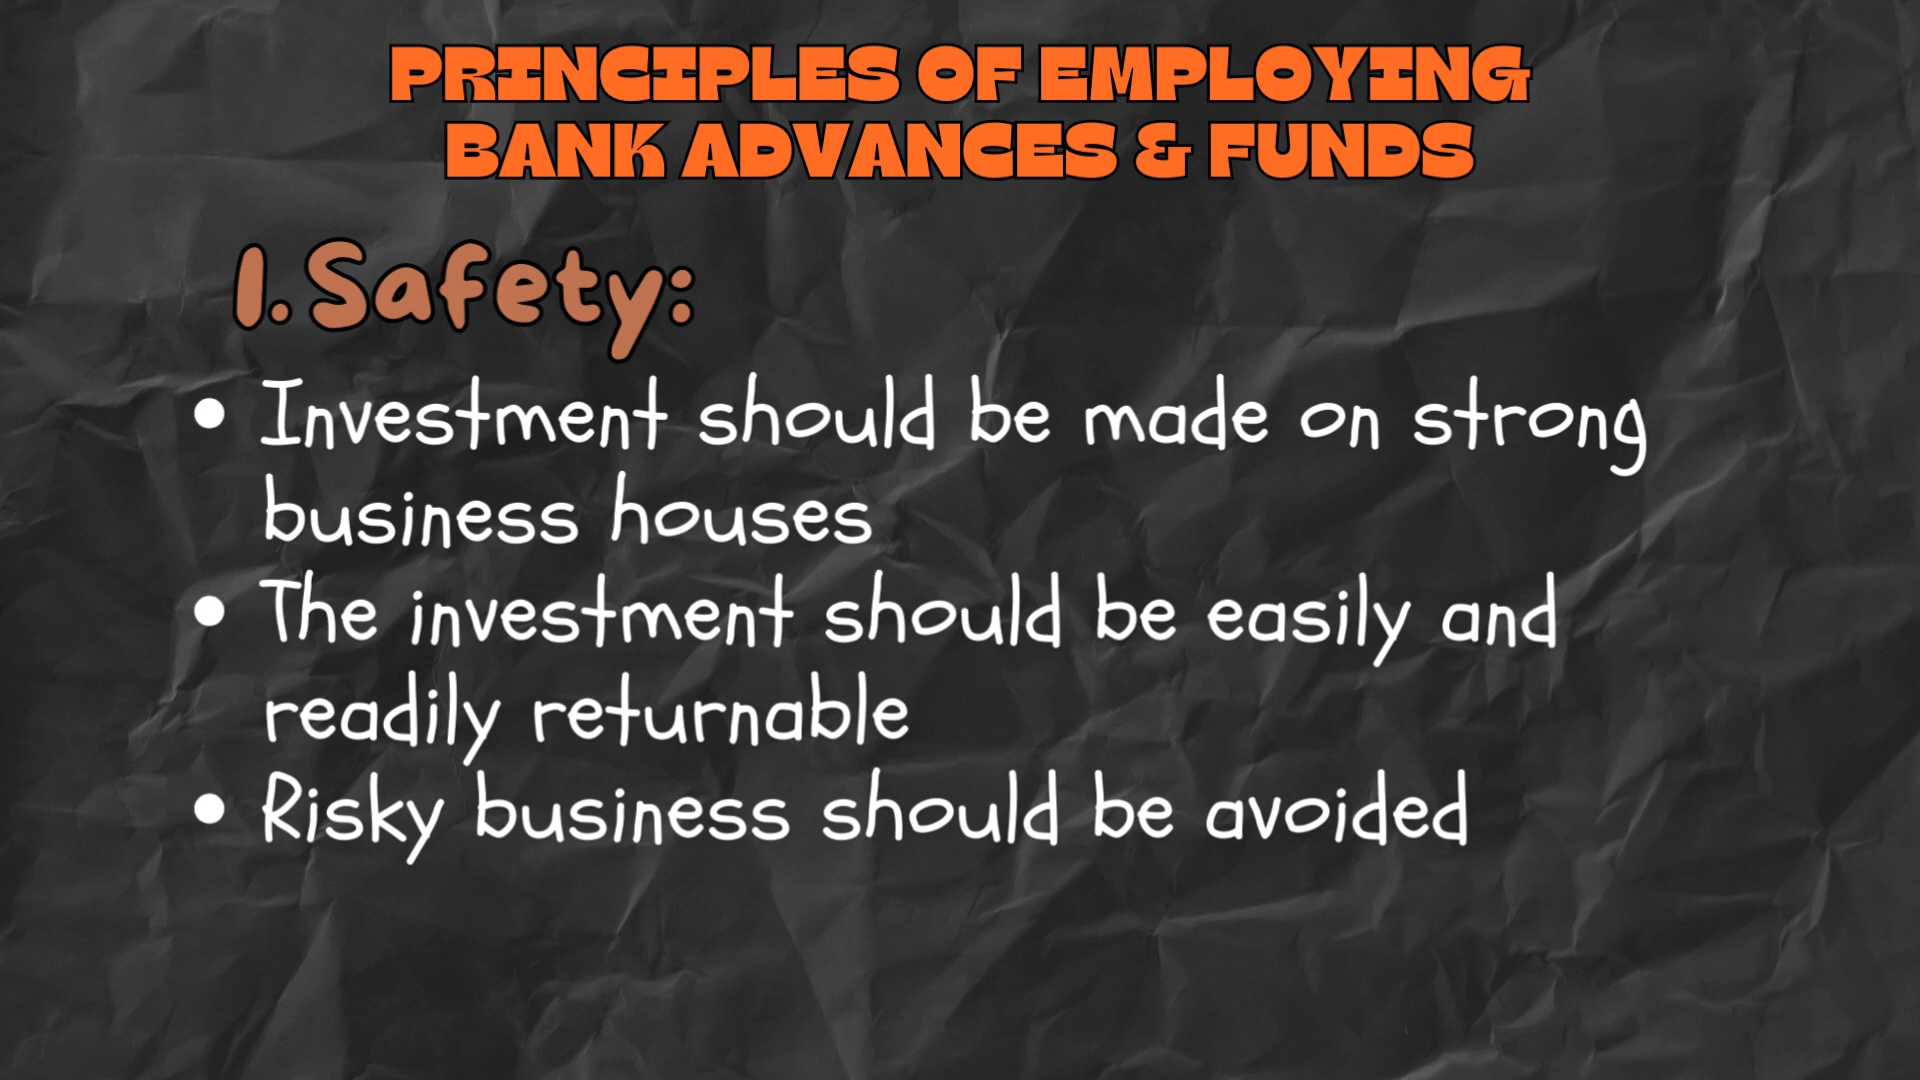 PRINCIPLES OF EMPLOYING
BANK ADVANCES & FUNDS
1. Safety:
• Investment should be made on strong
business houses
• The investment should be easily and
readily returnable
• Risky business should be avoided